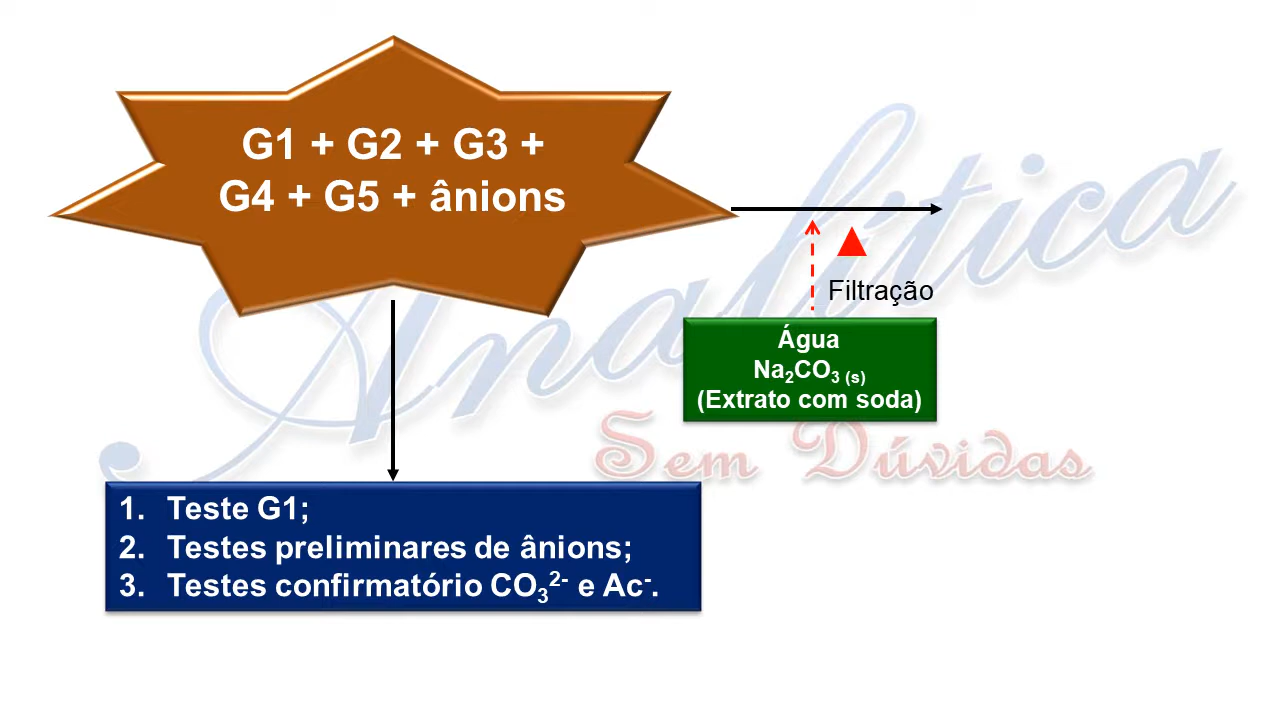 G1 + G2 + G3 +
G4 + G5 + ânions
Filtração
Água
Na₂CO₃ (s)
(Extrato com soda)
Analítica
Sem Dúvidas
1. Teste G1;
2. Testes preliminares de ânions;
3. Testes confirmatório CO₃²⁻ e Ac⁻.